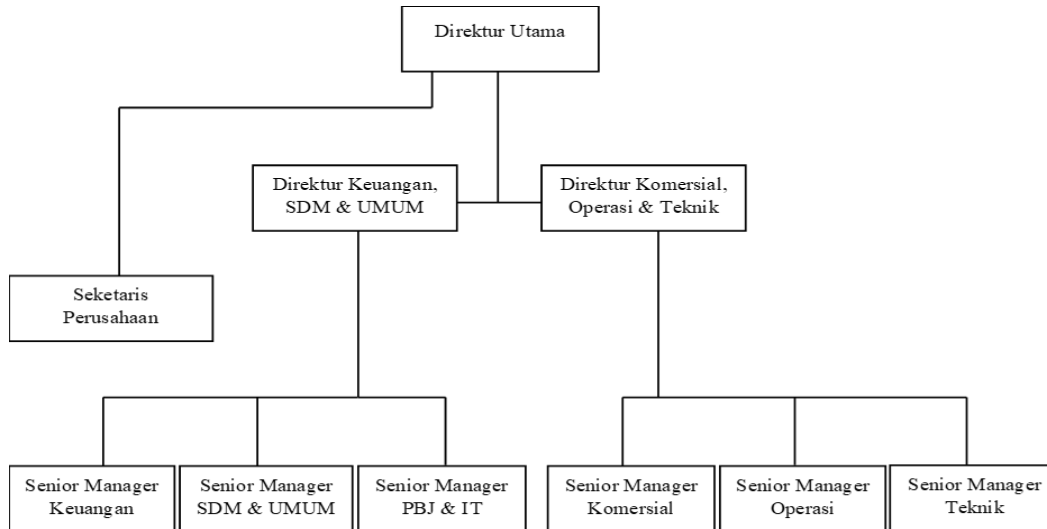 Direktur Utama
Direktur Keuangan,
SDM & UMUM
Direktur Komersial,
Operasi & Teknik
Seketaris
Perusahaan
Senior Manager
Keuangan
Senior Manager
SDM & UMUM
Senior Manager
PBJ & IT
Senior Manager
Komersial
Senior Manager
Operasi
Senior Manager
Teknik